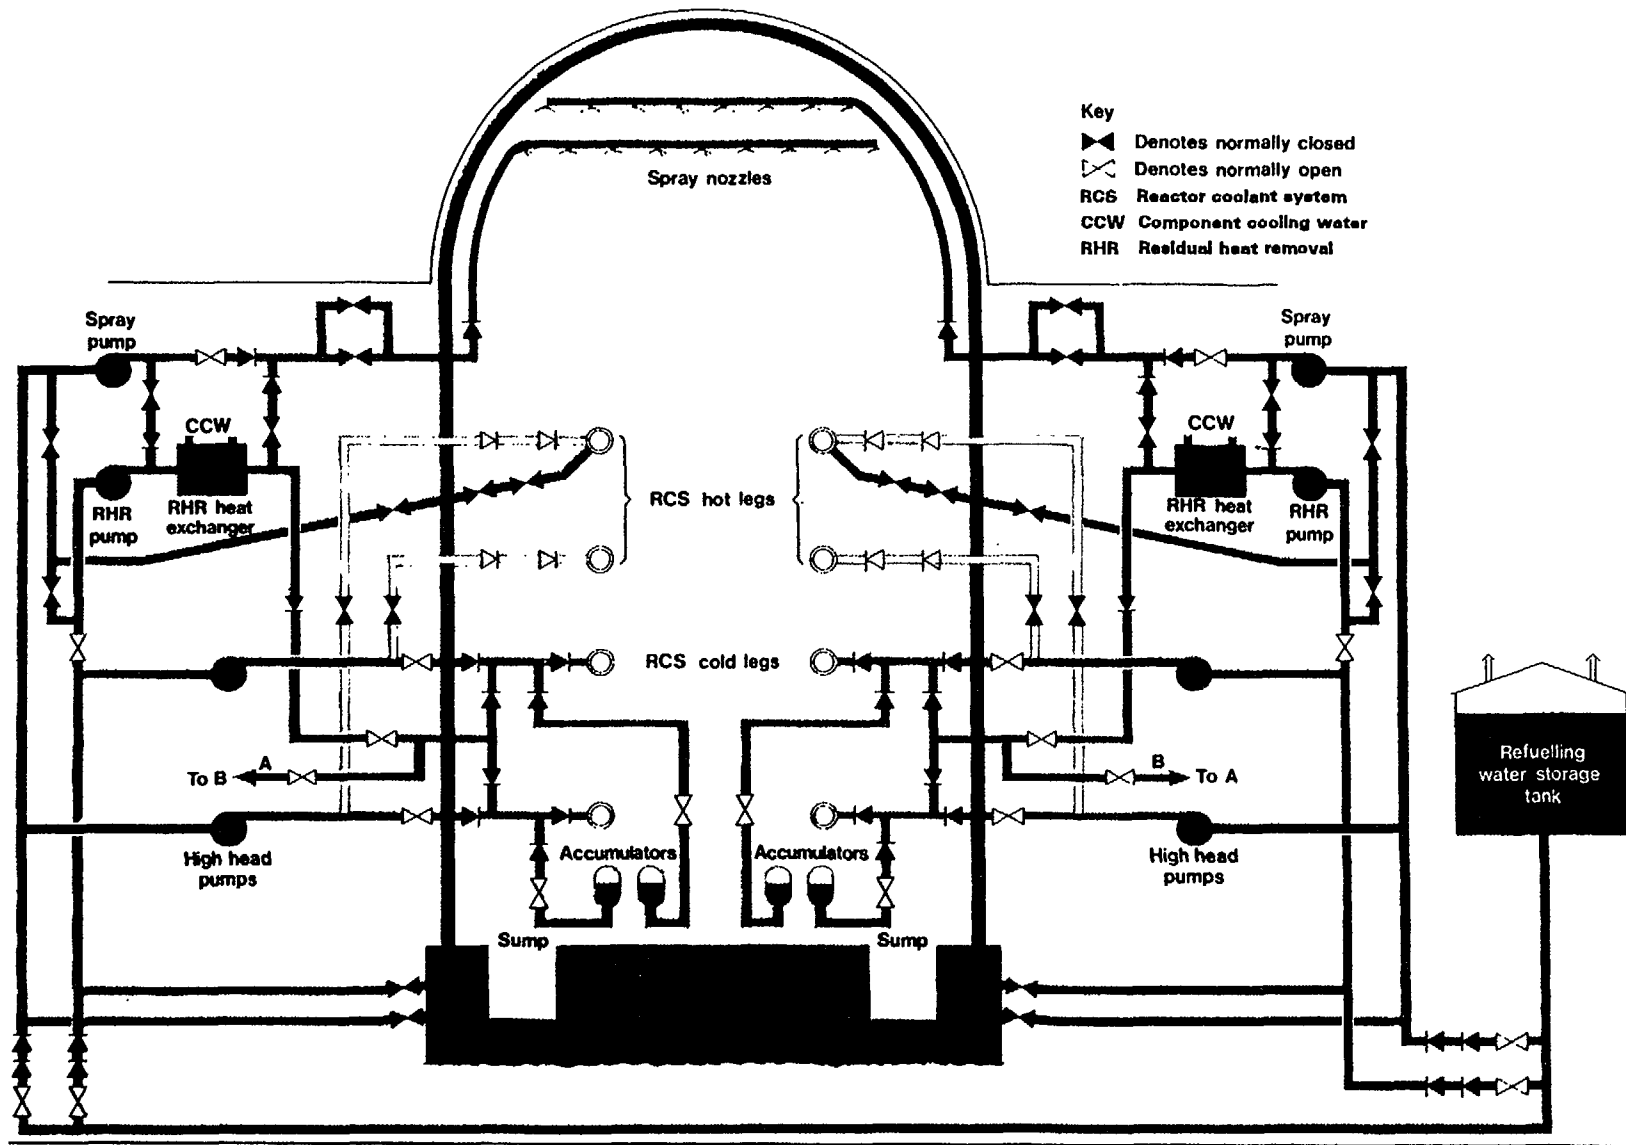 Key
Denotes normally closed
Denotes normally open
RCS Reactor coolant system
CCW Component cooling water
RHR Residual heat removal
Spray nozzles
Spray
pump
Spray
pump
CCW
CCW
RHR
pump
RHR heat
exchanger
RCS hot legs
RHR heat
exchanger
RHR
pump
RCS cold legs
To B
A
B
To A
Refuelling
water storage
tank
High head
pumps
Accumulators
Accumulators
High head
pumps
Sump
Sump